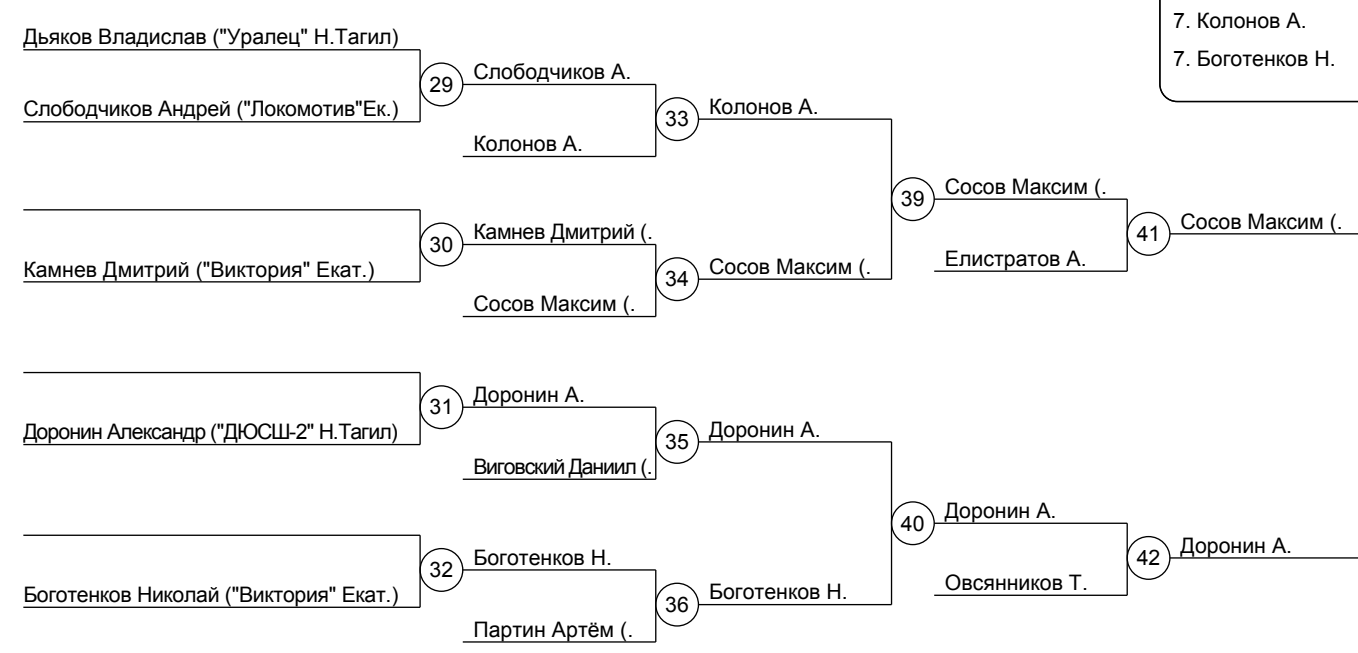 7. Колонов А.
7. Боготенков Н.
Дьяков Владислав ("Уралец" Н.Тагил)
29
Слободчиков А.
Слободчиков Андрей ("Локомотив"Ек.)
33
Колонов А.
Колонов А.
39
Сосов Максим (.
30
Камнев Дмитрий (.
41
Сосов Максим (.
Камнев Дмитрий ("Виктория" Екат.)
34
Сосов Максим (.
Елистратов А.
Сосов Максим (.
31
Доронин А.
Доронин Александр ("ДЮСШ-2" Н.Тагил)
35
Доронин А.
Виговский Даниил (.
40
Доронин А.
32
Боготенков Н.
42
Доронин А.
Боготенков Николай ("Виктория" Екат.)
36
Боготенков Н.
Овсянников Т.
Партин Артём (.